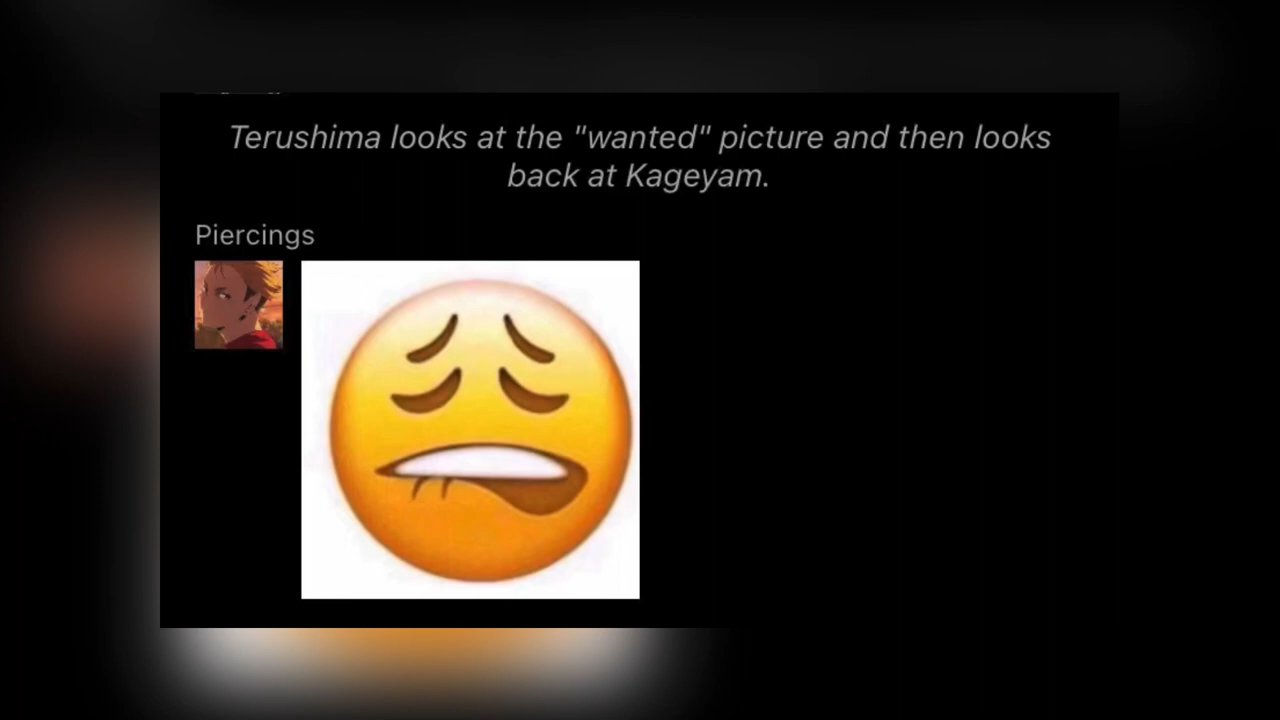 Terushima looks at the "wanted" picture and then looks
back at Kageyam.
Piercings